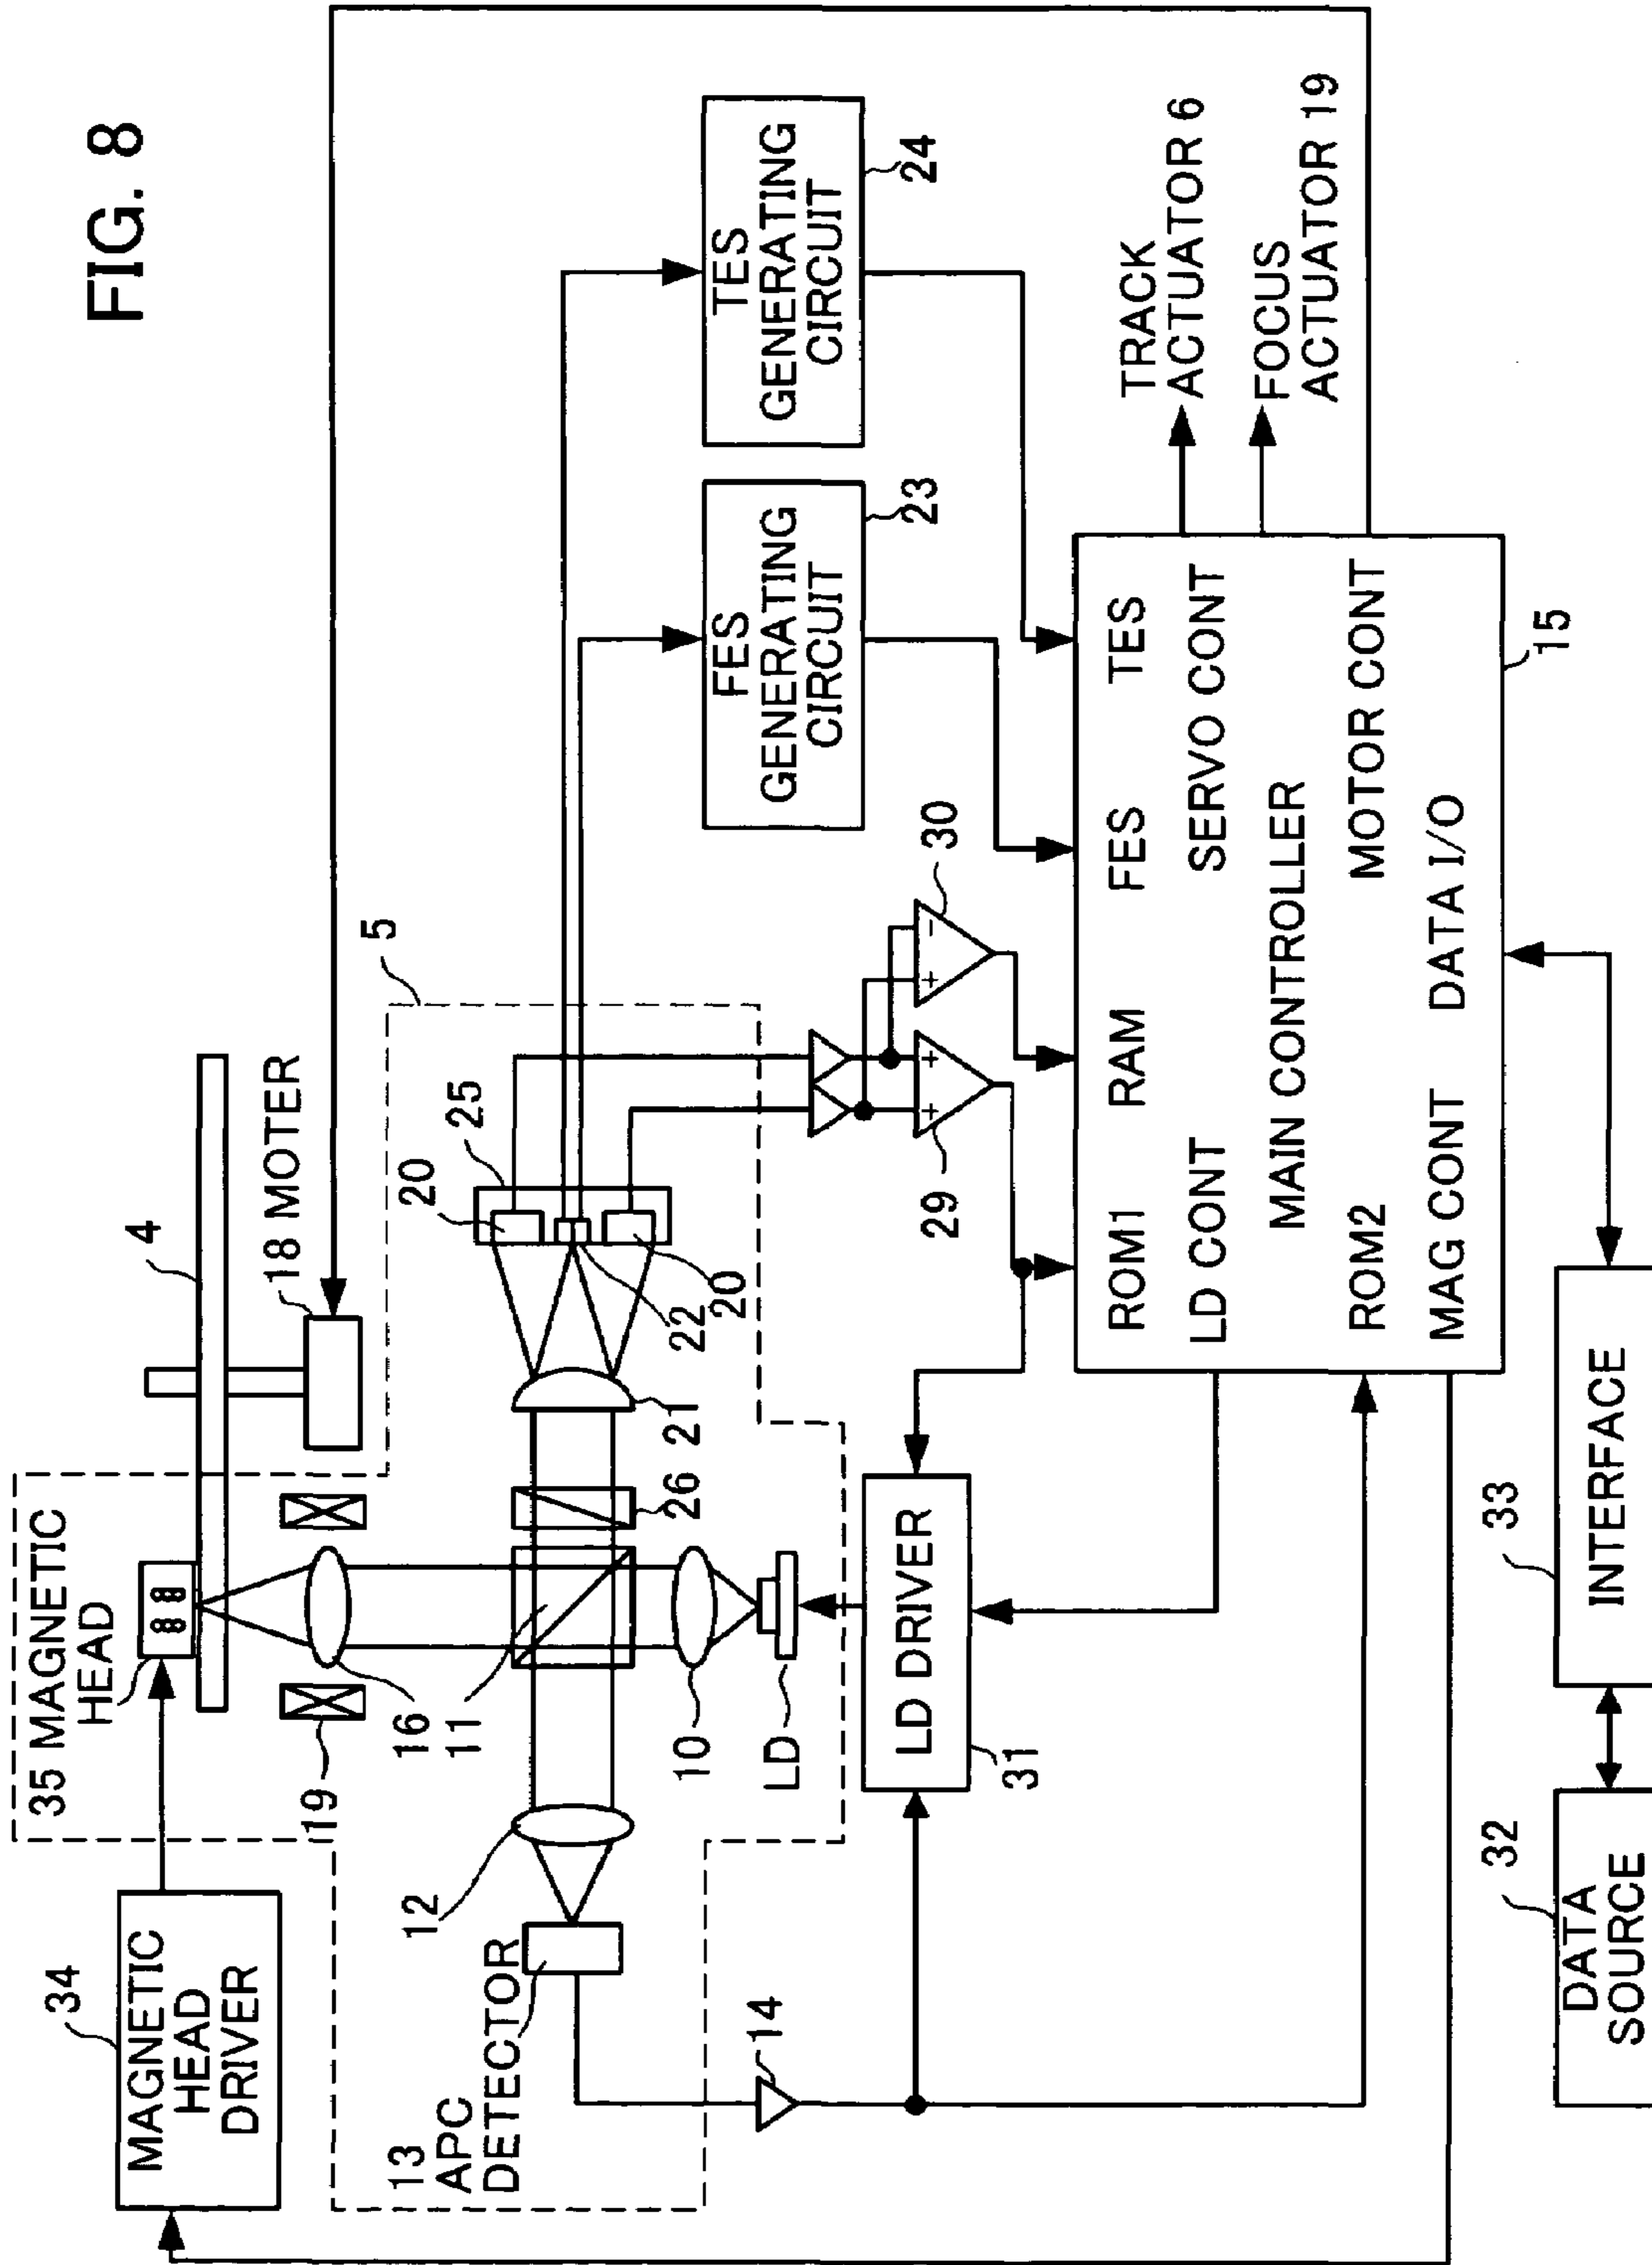 FIG. 8
34
MAGNETIC
HEAD
DRIVER
35 MAGNETIC
HEAD
4
18 MOTER
5
19
16
11
10
LD
12
13
APC
DETECTOR
14
26
21
25
20
22
20
FES
GENERATING
CIRCUIT
23
TES
GENERATING
CIRCUIT
24
+
+
29
+
-
30
LD DRIVER
31
ROM1
RAM
FES
TES
LD CONT
SERVO CONT
MAIN CONTROLLER
ROM2
MOTOR CONT
MAG CONT
DATA I/O
15
TRACK
ACTUATOR 6
FOCUS
ACTUATOR 19
32
DATA
SOURCE
33
INTERFACE